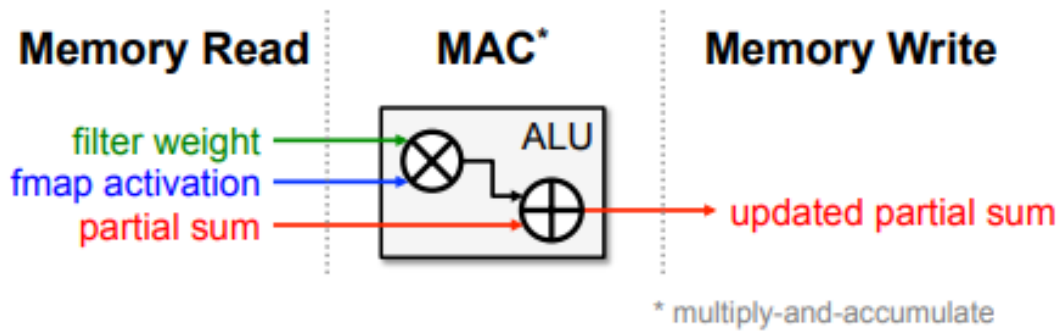 Memory Read
MAC*
Memory Write
filter weight
fmap activation
partial sum
ALU
updated partial sum
* multiply-and-accumulate